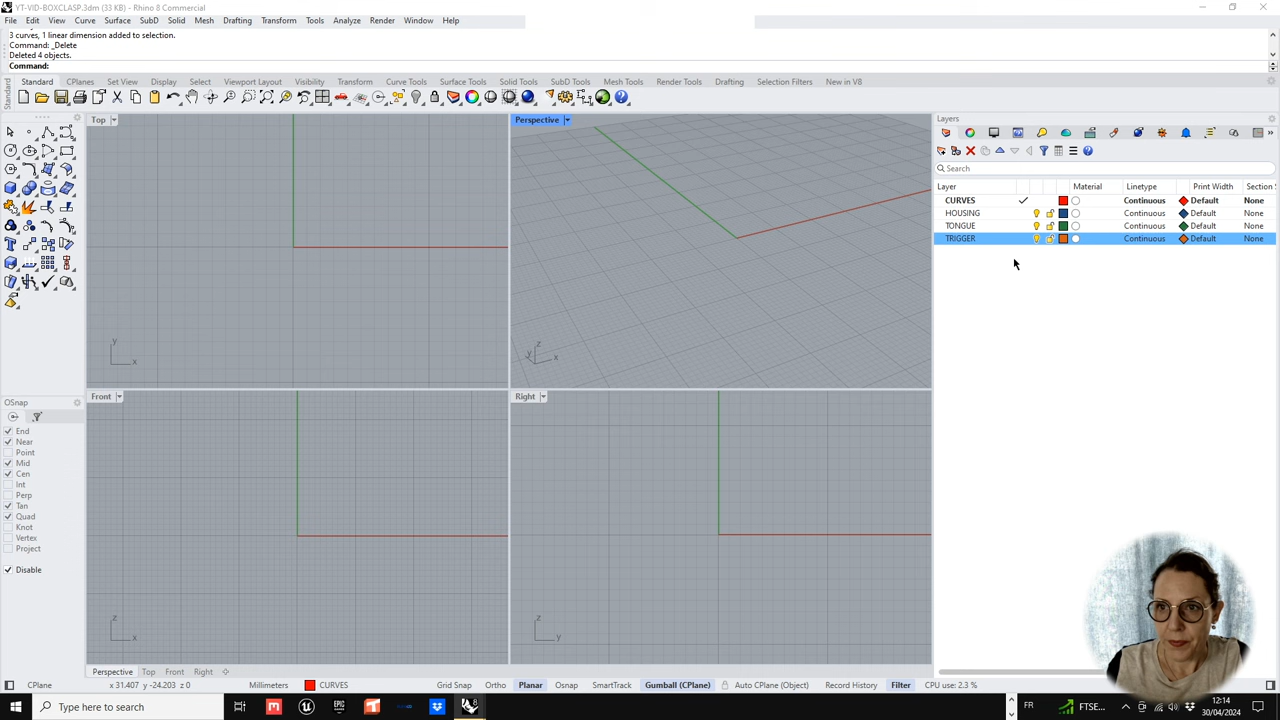 YT-VID-BOXCLASP.3dm (33 KB) - Rhino 8 Commercial
File Edit View Curve Surface SubD Solid Mesh Drafting Transform Tools Analyze Render Window Help
3 curves, 1 linear dimension added to selection.
Command: _Delete
Deleted 4 objects.
Command:
Standard
Standard CPlanes Set View Display Select Viewport Layout Visibility Transform Curve Tools Surface Tools Solid Tools SubD Tools Mesh Tools Render Tools Drafting Selection Filters New in V8
Top
Perspective
Layers
Search
Layer Material Linetype Print Width Section
CURVES Continuous Default None
HOUSING Continuous Default None
TONGUE Continuous Default None
TRIGGER Continuous Default None
y
x
z
y
x
OSnap
End
Near
Point
Mid
Cen
Int
Perp
Tan
Quad
Knot
Vertex
Project
Disable
Front
Right
z
x
z
y
Perspective Top Front Right
CPlane x 31.407 y -24.203 z 0 Millimeters CURVES Grid Snap Ortho Planar Osnap SmartTrack Gumball (CPlane) Auto CPlane (Object) Record History Filter CPU use: 2.3 %
Type here to search
FR
FTSE...
12:14
30/04/2024